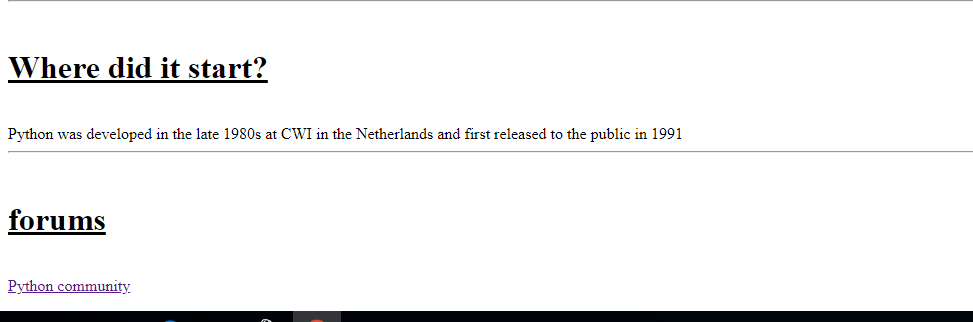 Where did it start?
Python was developed in the late 1980s at CWI in the Netherlands and first released to the public in 1991
forums
Python community